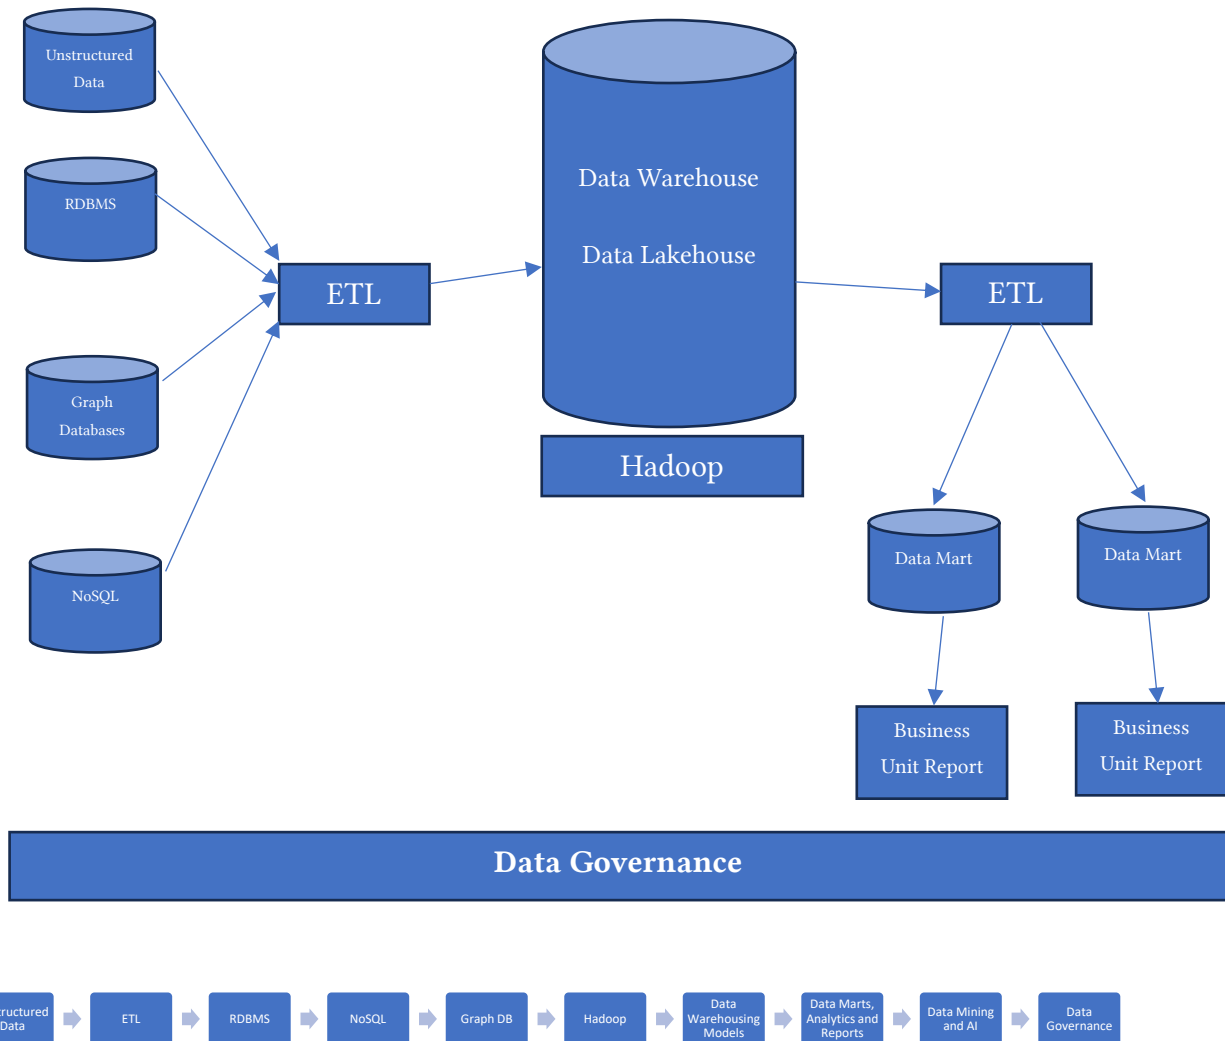 Unstructured
Data
RDBMS
Graph
Databases
NoSQL
ETL
Data Warehouse
Data Lakehouse
Hadoop
ETL
Data Mart
Data Mart
Business
Unit Report
Business
Unit Report
Data Governance
tructured
Data
ETL
RDBMS
NoSQL
Graph DB
Hadoop
Data
Warehousing
Models
Data Marts,
Analytics and
Reports
Data Mining
and AI
Data
Governance